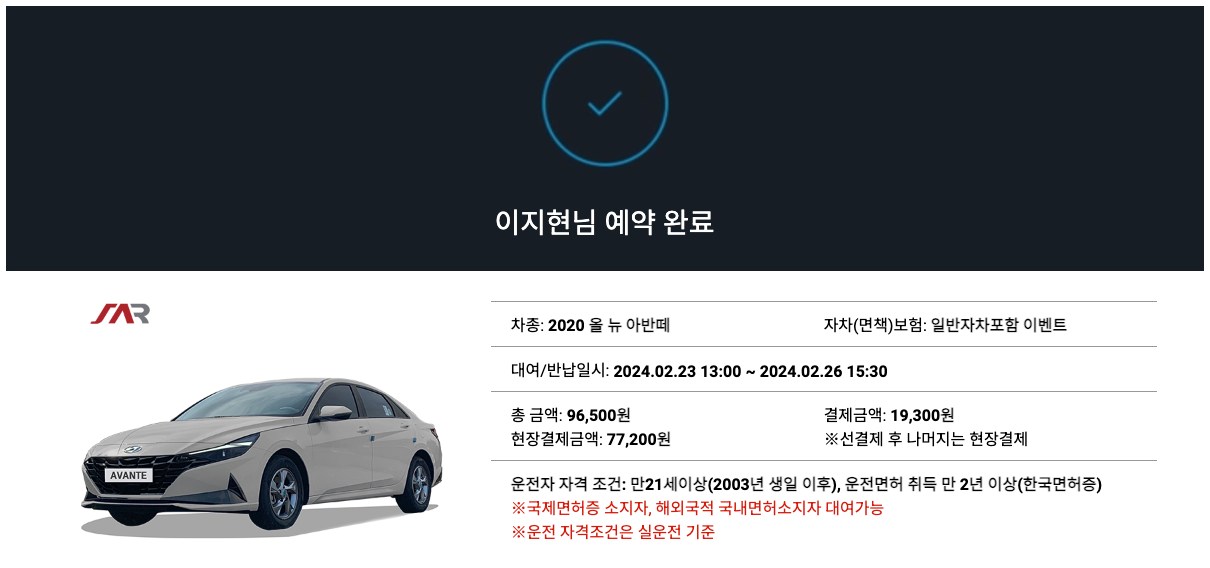 이지현님 예약 완료
SAR
차종: 2020 올 뉴 아반떼
자차(면책)보험: 일반자차포함 이벤트
대여/반납일시: 2024.02.23 13:00 ~ 2024.02.26 15:30
총 금액: 96,500원
결제금액: 19,300원
현장결제금액: 77,200원
※선결제 후 나머지는 현장결제
AVANTE
운전자 자격 조건: 만21세이상(2003년 생일 이후), 운전면허 취득 만 2년 이상(한국면허증)
※국제면허증 소지자, 해외국적 국내면허소지자 대여가능
※운전 자격조건은 실운전 기준